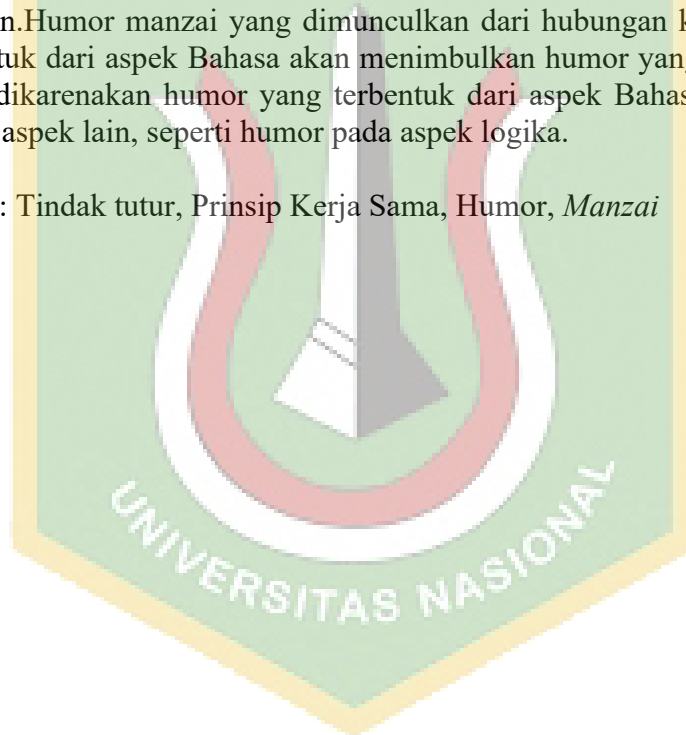 n.Humor manzai yang dimunculkan dari hubungan k
tuk dari aspek Bahasa akan menimbulkan humor yang
dikarenakan humor yang terbentuk dari aspek Bahas
aspek lain, seperti humor pada aspek logika.
: Tindak tutur, Prinsip Kerja Sama, Humor, Manzai
UNIVERSITAS NASIONAL